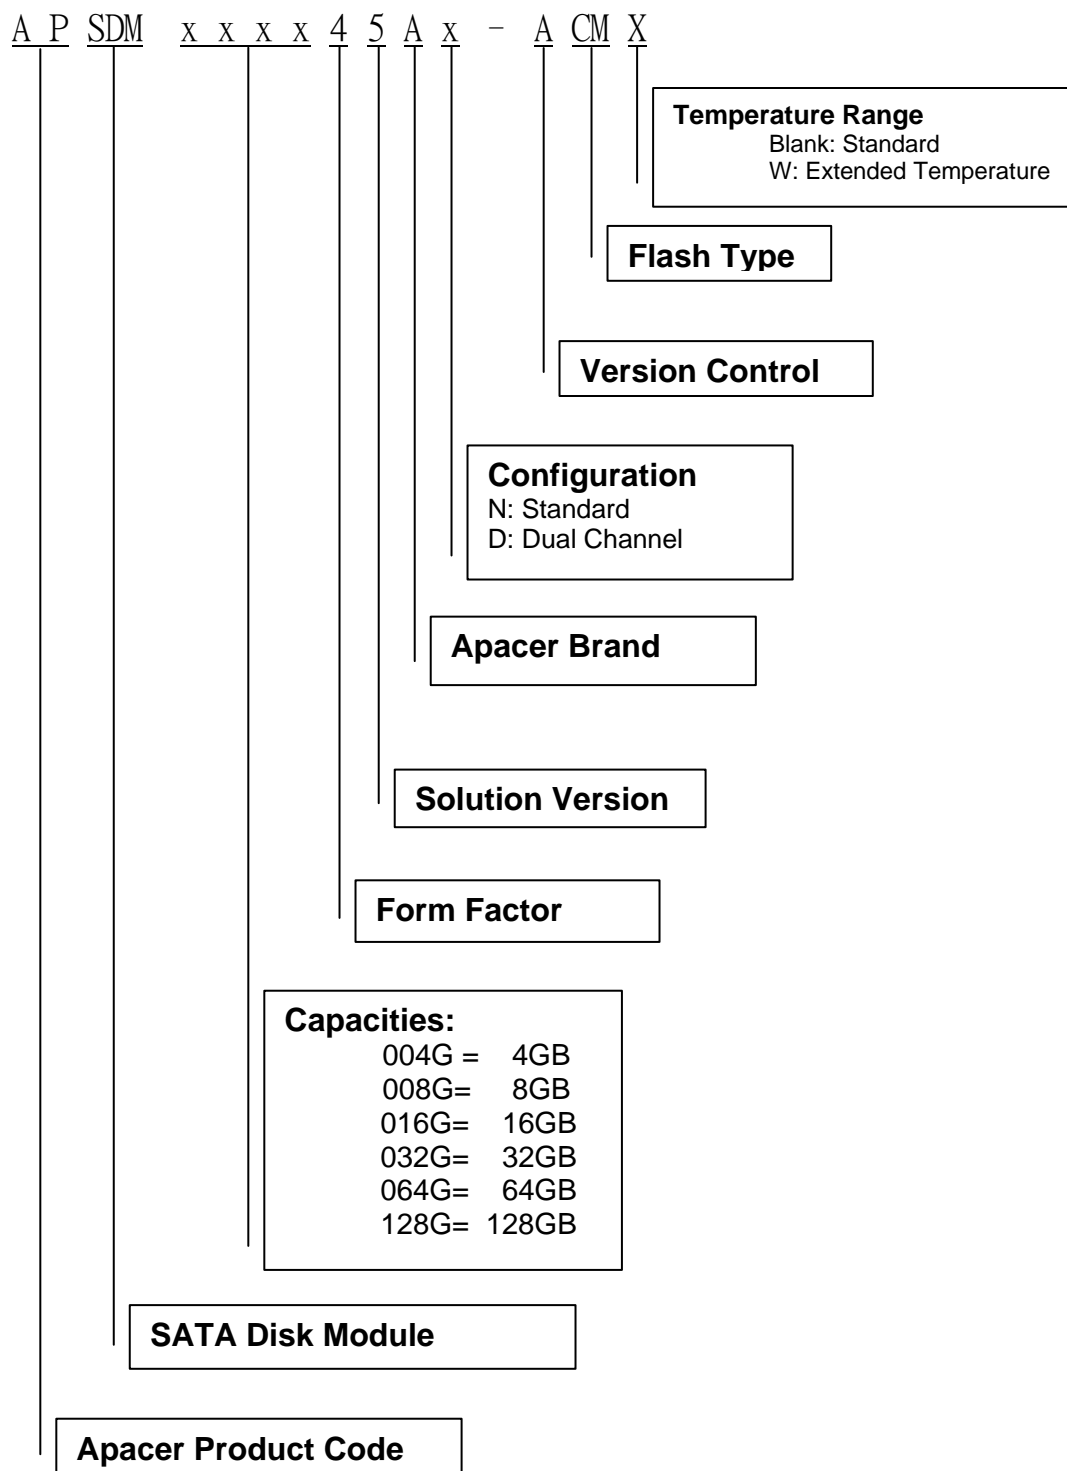 A P SDM x x x x 4 5 A x - A CM X
Temperature Range
Blank: Standard
W: Extended Temperature
Flash Type
Version Control
Configuration
N: Standard
D: Dual Channel
Apacer Brand
Solution Version
Form Factor
Capacities:
004G = 4GB
008G= 8GB
016G= 16GB
032G= 32GB
064G= 64GB
128G= 128GB
SATA Disk Module
Apacer Product Code